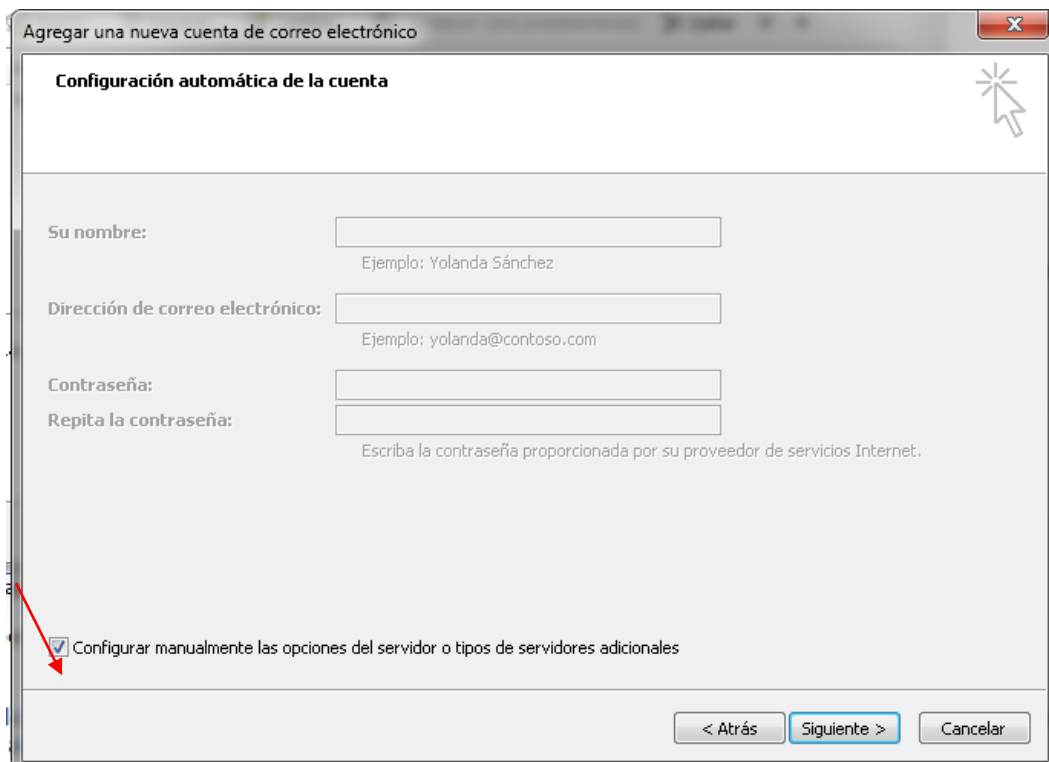 Agregar una nueva cuenta de correo electrónico
Configuración automática de la cuenta
Su nombre:
Ejemplo: Yolanda Sánchez
Dirección de correo electrónico:
Ejemplo: yolanda@contoso.com
Contraseña:
Repita la contraseña:
Escriba la contraseña proporcionada por su proveedor de servicios Internet.
Configurar manualmente las opciones del servidor o tipos de servidores adicionales
< Atrás Siguiente > Cancelar